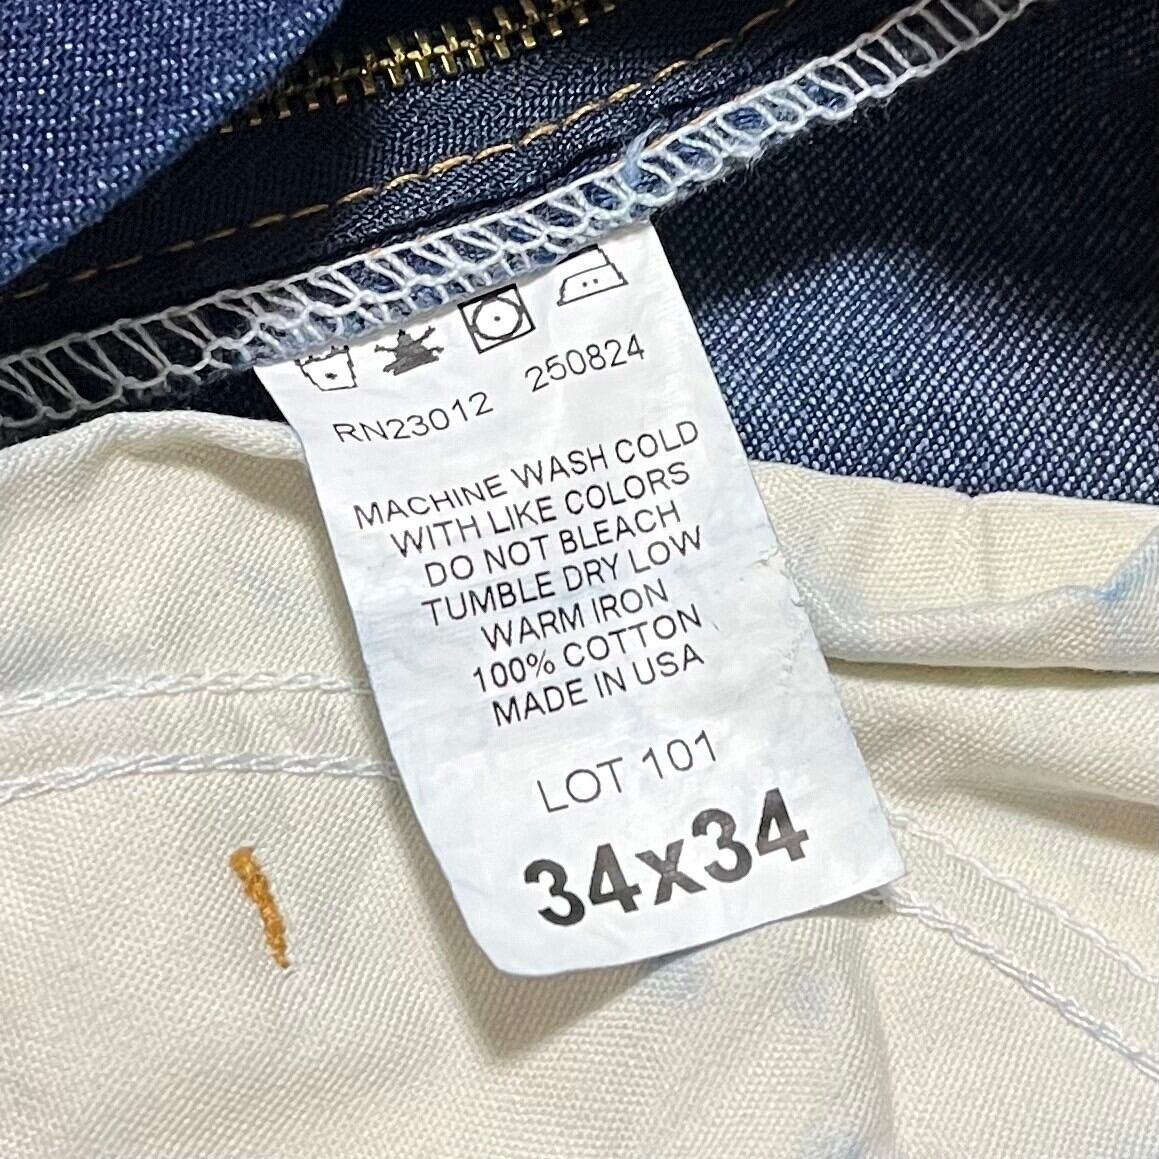 RN23012 250824
MACHINE WASH COLD
WITH LIKE COLORS
DO NOT BLEACH
TUMBLE DRY LOW
WARM IRON
100% COTTON
MADE IN USA
LOT 101
34x34